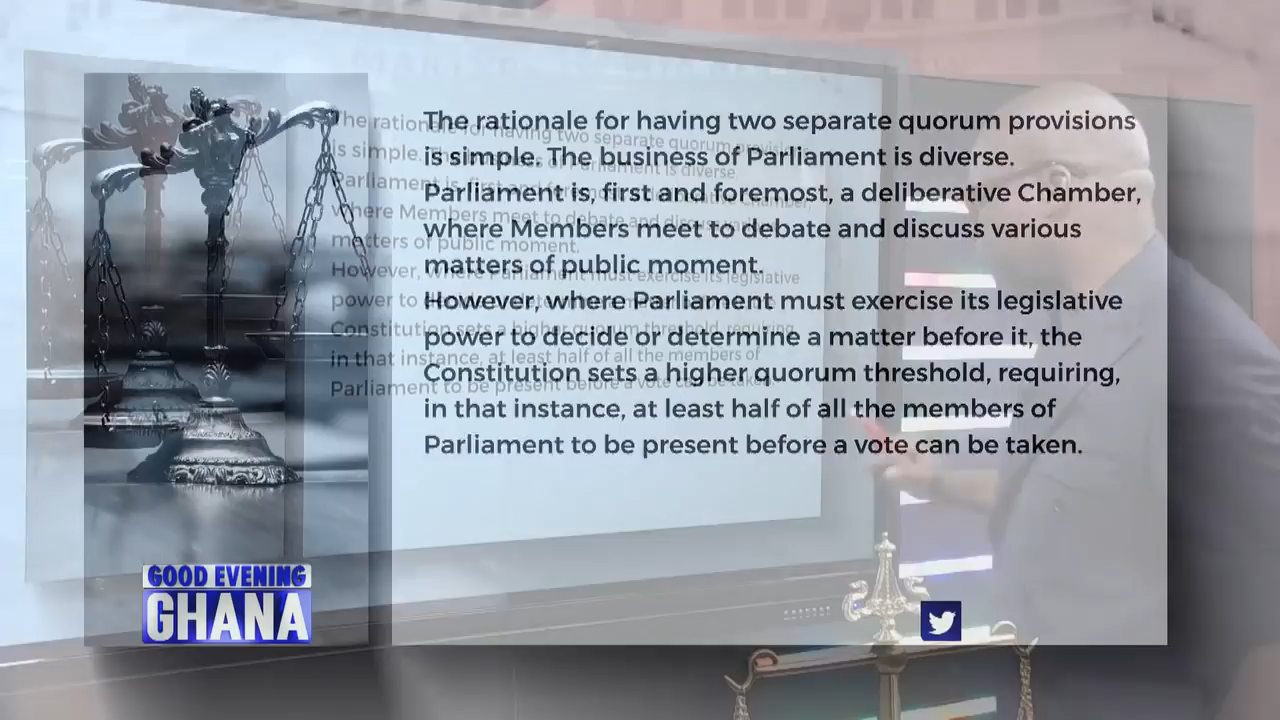 The rationale for having two separate quorum provisions
is simple. The business of Parliament is diverse.
Parliament is, first and foremost, a deliberative Chamber,
where Members meet to debate and discuss various
matters of public moment.
However, where Parliament must exercise its legislative
power to decide or determine a matter before it, the
Constitution sets a higher quorum threshold, requiring,
in that instance, at least half of all the members of
Parliament to be present before a vote can be taken.
GOOD EVENING
GHANA